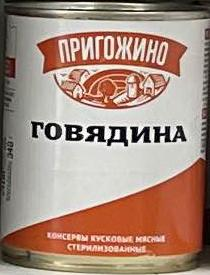 ПРИГОЖИНО
ГОВЯДИНА
КОНСЕРВЫ КУСКОВЫЕ МЯСНЫЕ
СТЕРИЛИЗОВАННЫЕ